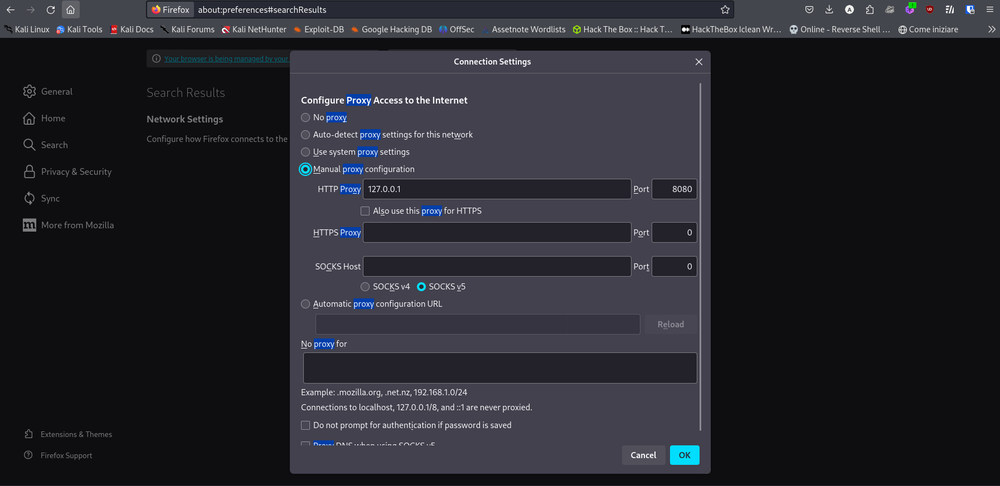 Firefox about:preferences#searchResults
Kali Linux Kali Tools Kali Docs Kali Forums Kali NetHunter Exploit-DB Google Hacking DB OffSec Assetnote Wordlists Hack The Box :: Hack T… HackTheBox Iclean Wr… Online - Reverse Shell … Come iniziare
Your browser is being managed by your
Connection Settings
General
Home
Search
Privacy & Security
Sync
More from Mozilla
Extensions & Themes
Firefox Support
Search Results
Network Settings
Configure how Firefox connects to the
Configure Proxy Access to the Internet
No proxy
Auto-detect proxy settings for this network
Use system proxy settings
Manual proxy configuration
HTTP Proxy 127.0.0.1 Port 8080
Also use this proxy for HTTPS
HTTPS Proxy Port 0
SOCKS Host Port 0
SOCKS v4 SOCKS v5
Automatic proxy configuration URL
Reload
No proxy for
Example: .mozilla.org, .net.nz, 192.168.1.0/24
Connections to localhost, 127.0.0.1/8, and ::1 are never proxied.
Do not prompt for authentication if password is saved
Proxy DNS when using SOCKS v5
Cancel OK